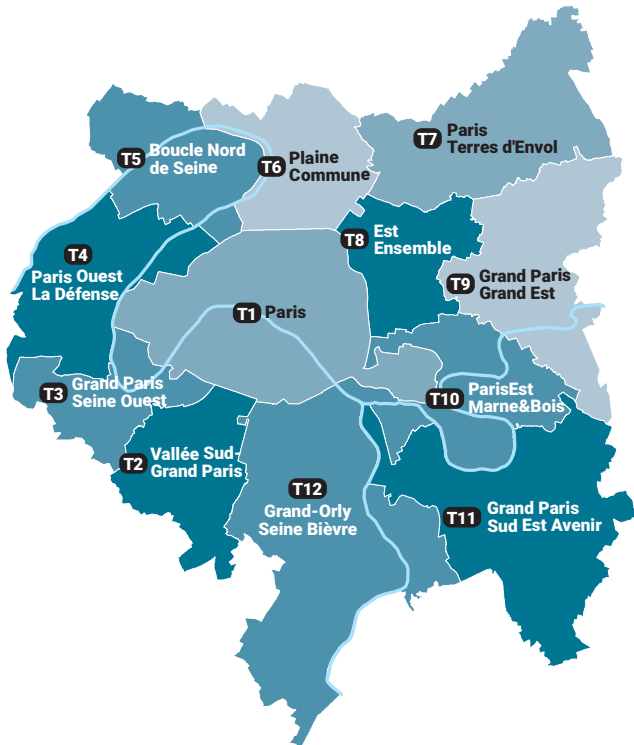 T5 Boucle Nord
de Seine
T6 Plaine
Commune
T7 Paris
Terres d'Envol
T4
Paris Ouest
La Défense
T8 Est
Ensemble
T9 Grand Paris
Grand Est
T1 Paris
T3 Grand Paris
Seine Ouest
T10 ParisEst
Marne&Bois
T2 Vallée Sud-
Grand Paris
T12
Grand-Orly
Seine Bièvre
T11 Grand Paris
Sud Est Avenir